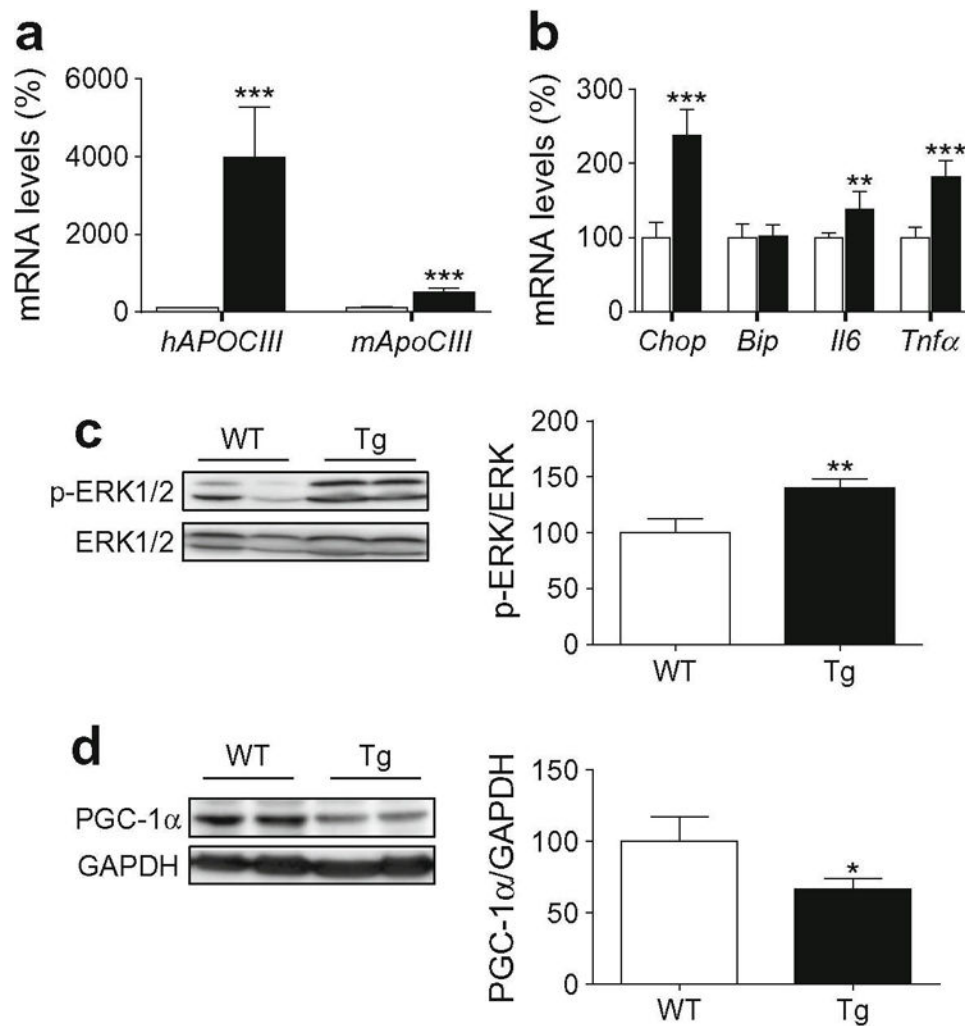 a
mRNA levels (%)
6000
4000
2000
0
***
***
hAPOCIII mApoCIII
b
mRNA levels (%)
300
200
100
0
***
**
***
Chop Bip Il6 Tnfα
c
WT Tg
p-ERK1/2
ERK1/2
p-ERK/ERK
200
150
100
50
0
**
WT Tg
d
WT Tg
PGC-1α
GAPDH
PGC-1α/GAPDH
150
100
50
0
*
WT Tg